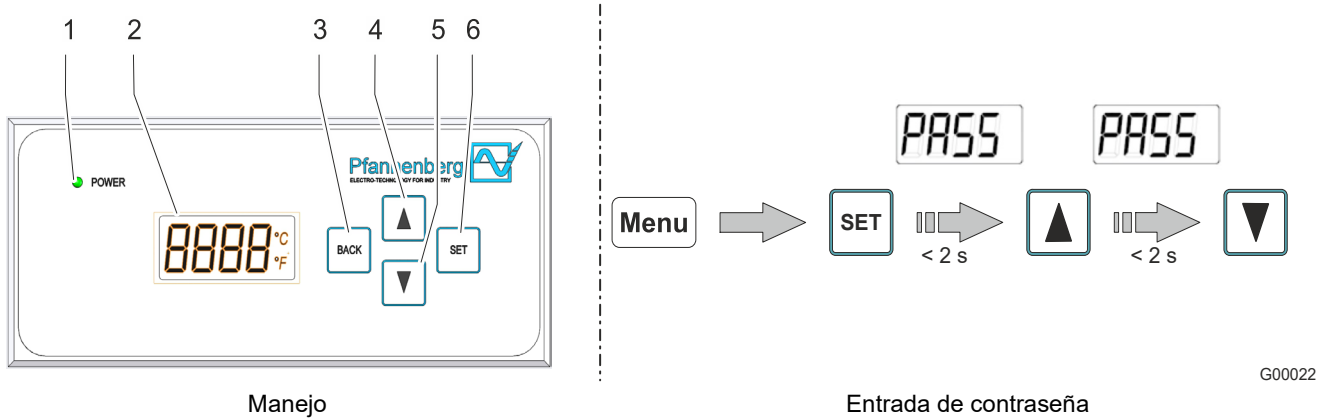 1 2 3 4 5 6
POWER
Pfannenberg
ELECTRO-TECHNOLOGY FOR INDUSTRY
8888 °C
°F
BACK
SET
PASS PASS
Menu
SET
< 2 s < 2 s
G00022
Manejo Entrada de contraseña